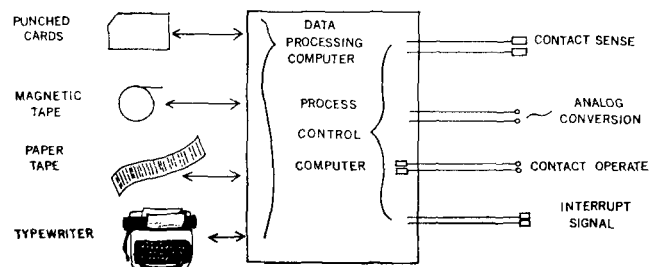 PUNCHED
CARDS
MAGNETIC
TAPE
PAPER
TAPE
TYPEWRITER
DATA
PROCESSING
COMPUTER
PROCESS
CONTROL
COMPUTER
CONTACT SENSE
ANALOG
CONVERSION
CONTACT OPERATE
INTERRUPT
SIGNAL